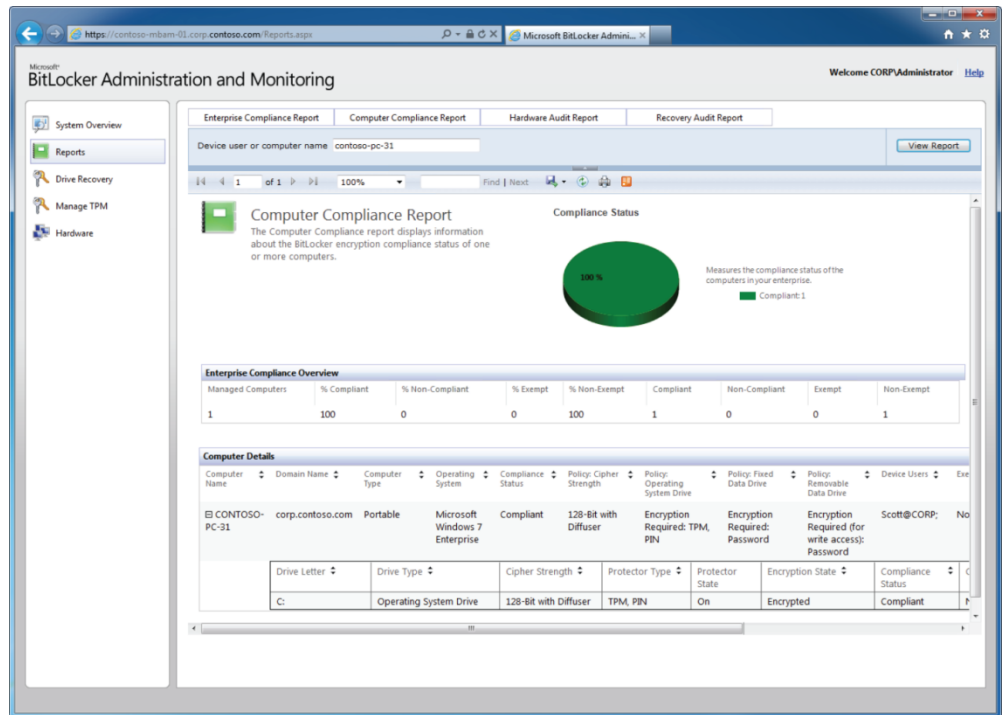 https://contoso-mbam-01.corp.contoso.com/Reports.aspx
Microsoft BitLocker Admini...
Microsoft®
BitLocker Administration and Monitoring
Welcome CORP\Administrator Help
System Overview
Reports
Drive Recovery
Manage TPM
Hardware
Enterprise Compliance Report Computer Compliance Report Hardware Audit Report Recovery Audit Report
Device user or computer name contoso-pc-31 View Report
1 of 1 100% Find | Next
Computer Compliance Report
The Computer Compliance report displays information
about the BitLocker encryption compliance status of one
or more computers.
Compliance Status
100 %
Measures the compliance status of the
computers in your enterprise.
Compliant:1
Enterprise Compliance Overview
Managed Computers % Compliant % Non-Compliant % Exempt % Non-Exempt Compliant Non-Compliant Exempt Non-Exempt
1 100 0 0 100 1 0 0 1
Computer Details
Computer Domain Name Computer Operating Compliance Policy: Cipher Policy: Policy: Fixed Policy: Device Users Exe
Name Type System Status Strength Operating Data Drive Removable
System Drive Data Drive
CONTOSO- corp.contoso.com Portable Microsoft Compliant 128-Bit with Encryption Encryption Encryption Scott@CORP; No
PC-31 Windows 7 Diffuser Required: TPM, Required: Required (for
Enterprise PIN Password write access):
Password
Drive Letter Drive Type Cipher Strength Protector Type Protector Encryption State Compliance
State Status
C: Operating System Drive 128-Bit with Diffuser TPM, PIN On Encrypted Compliant